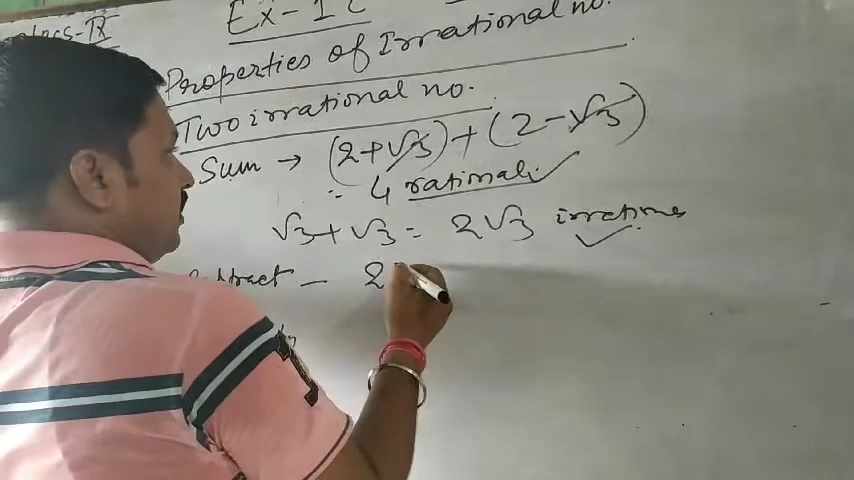 Ex-1C
Properties of Irrational no.
Two irrational no.
Sum → (2+√3)+(2-√3)
= 4 rational.
√3+√3 = 2√3
- 2